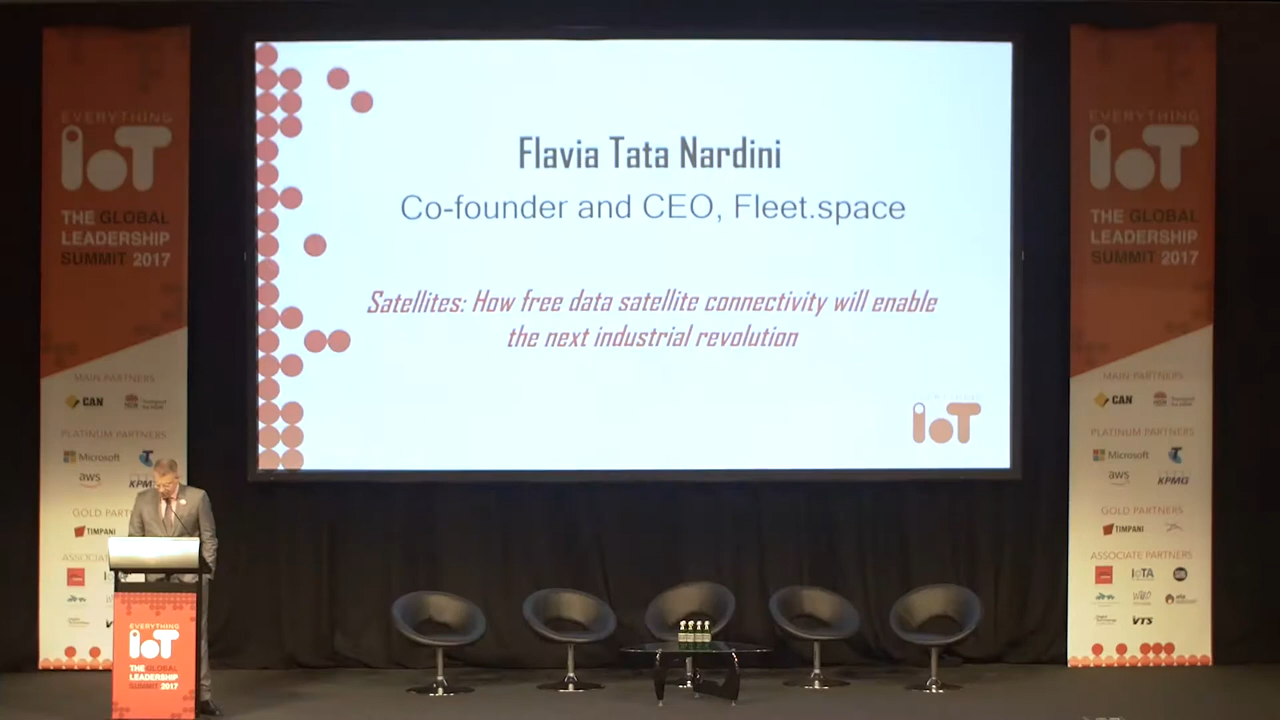 EVERYTHING
IoT
THE GLOBAL
LEADERSHIP
SUMMIT 2017
MAIN PARTNERS
CAN
PLATINUM PARTNERS
Microsoft
aws
KPMG
GOLD PART
TIMPANI
ASSOCIA
Flavia Tata Nardini
Co-founder and CEO, Fleet.space
Satellites: How free data satellite connectivity will enable
the next industrial revolution
IoT
EVERYTHING
IoT
THE GLOBAL
LEADERSHIP
SUMMIT 2017
MAIN PARTNERS
CAN
PLATINUM PARTNERS
Microsoft
aws
KPMG
GOLD PARTNERS
TIMPANI
ASSOCIATE PARTNERS
IoTA
VTS
EVERYTHING
IoT
THE GLOBAL
LEADERSHIP
SUMMIT 2017